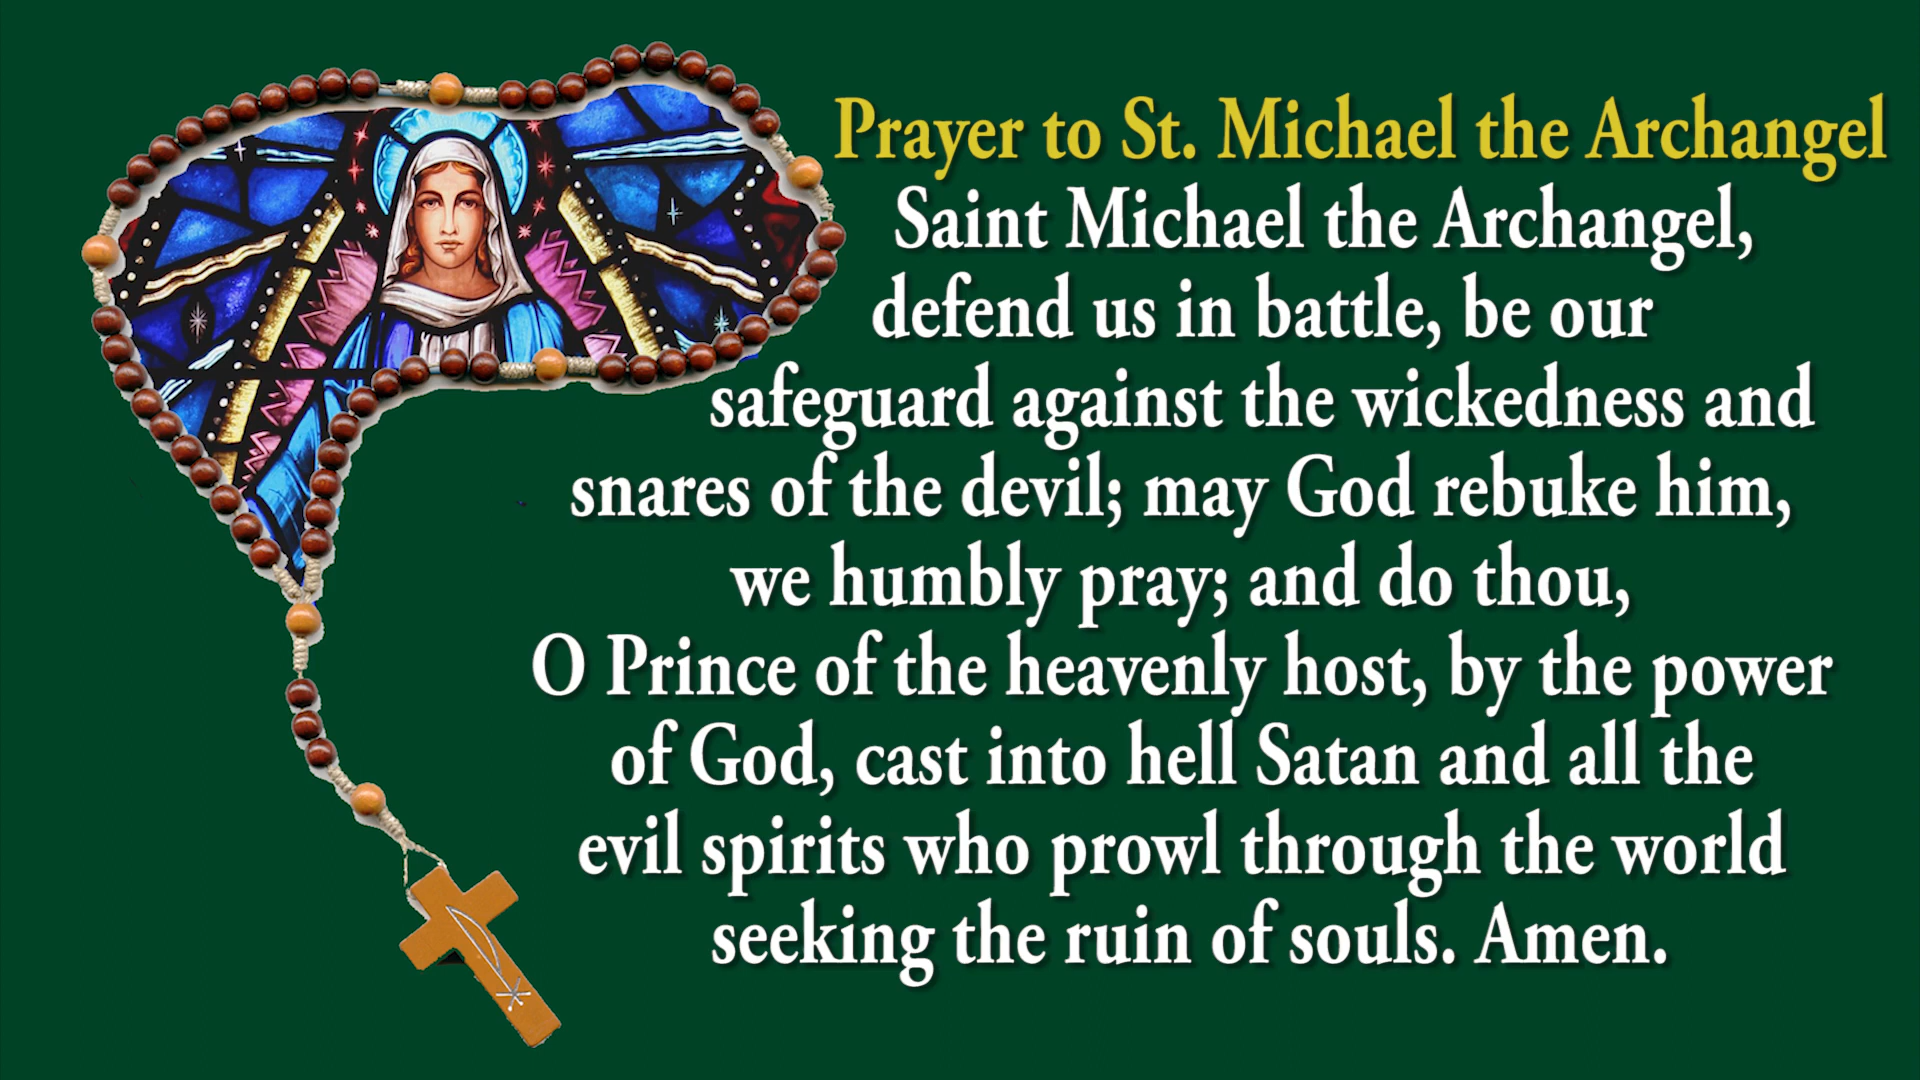 Prayer to St. Michael the Archangel
Saint Michael the Archangel,
defend us in battle, be our
safeguard against the wickedness and
snares of the devil; may God rebuke him,
we humbly pray; and do thou,
O Prince of the heavenly host, by the power
of God, cast into hell Satan and all the
evil spirits who prowl through the world
seeking the ruin of souls. Amen.